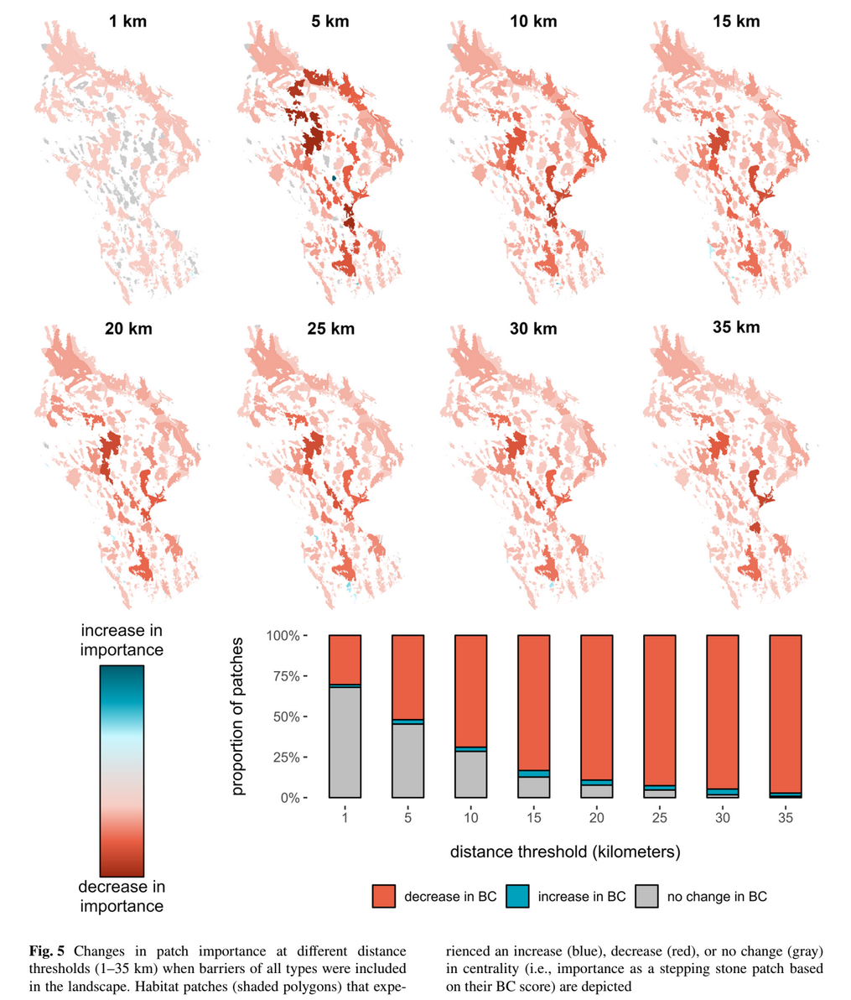 1 km
5 km
10 km
15 km
20 km
25 km
30 km
35 km
increase in
importance
decrease in
importance
proportion of patches
100%
75%
50%
25%
0%
1
5
10
15
20
25
30
35
distance threshold (kilometers)
decrease in BC
increase in BC
no change in BC
Fig. 5 Changes in patch importance at different distance
thresholds (1–35 km) when barriers of all types were included
in the landscape. Habitat patches (shaded polygons) that expe-
rienced an increase (blue), decrease (red), or no change (gray)
in centrality (i.e., importance as a stepping stone patch based
on their BC score) are depicted